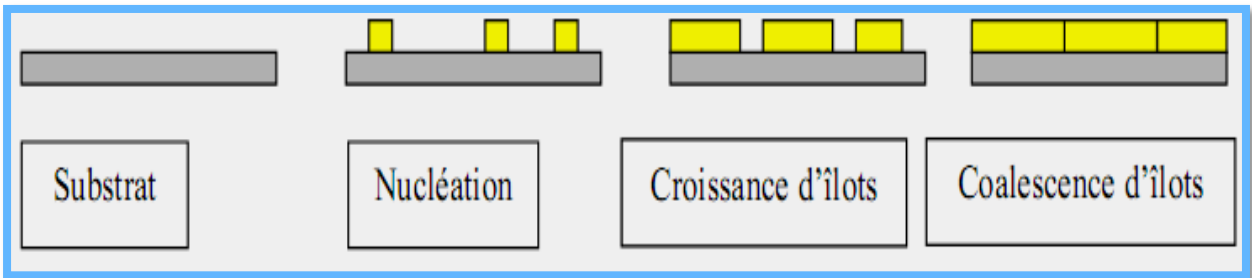 Substrat
Nucléation
Croissance d'îlots
Coalescence d'îlots